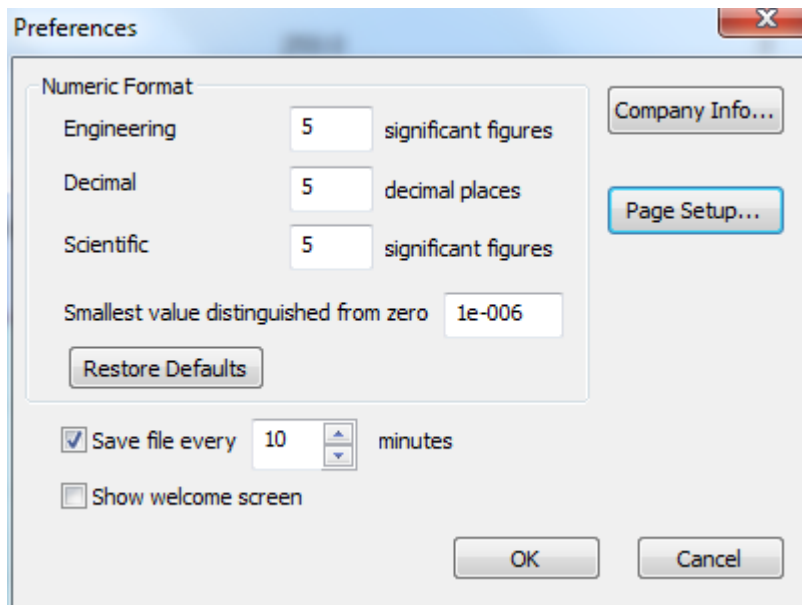 Preferences
Numeric Format
Engineering 5 significant figures
Decimal 5 decimal places
Scientific 5 significant figures
Smallest value distinguished from zero 1e-006
Restore Defaults
Company Info...
Page Setup...
Save file every 10 minutes
Show welcome screen
OK Cancel